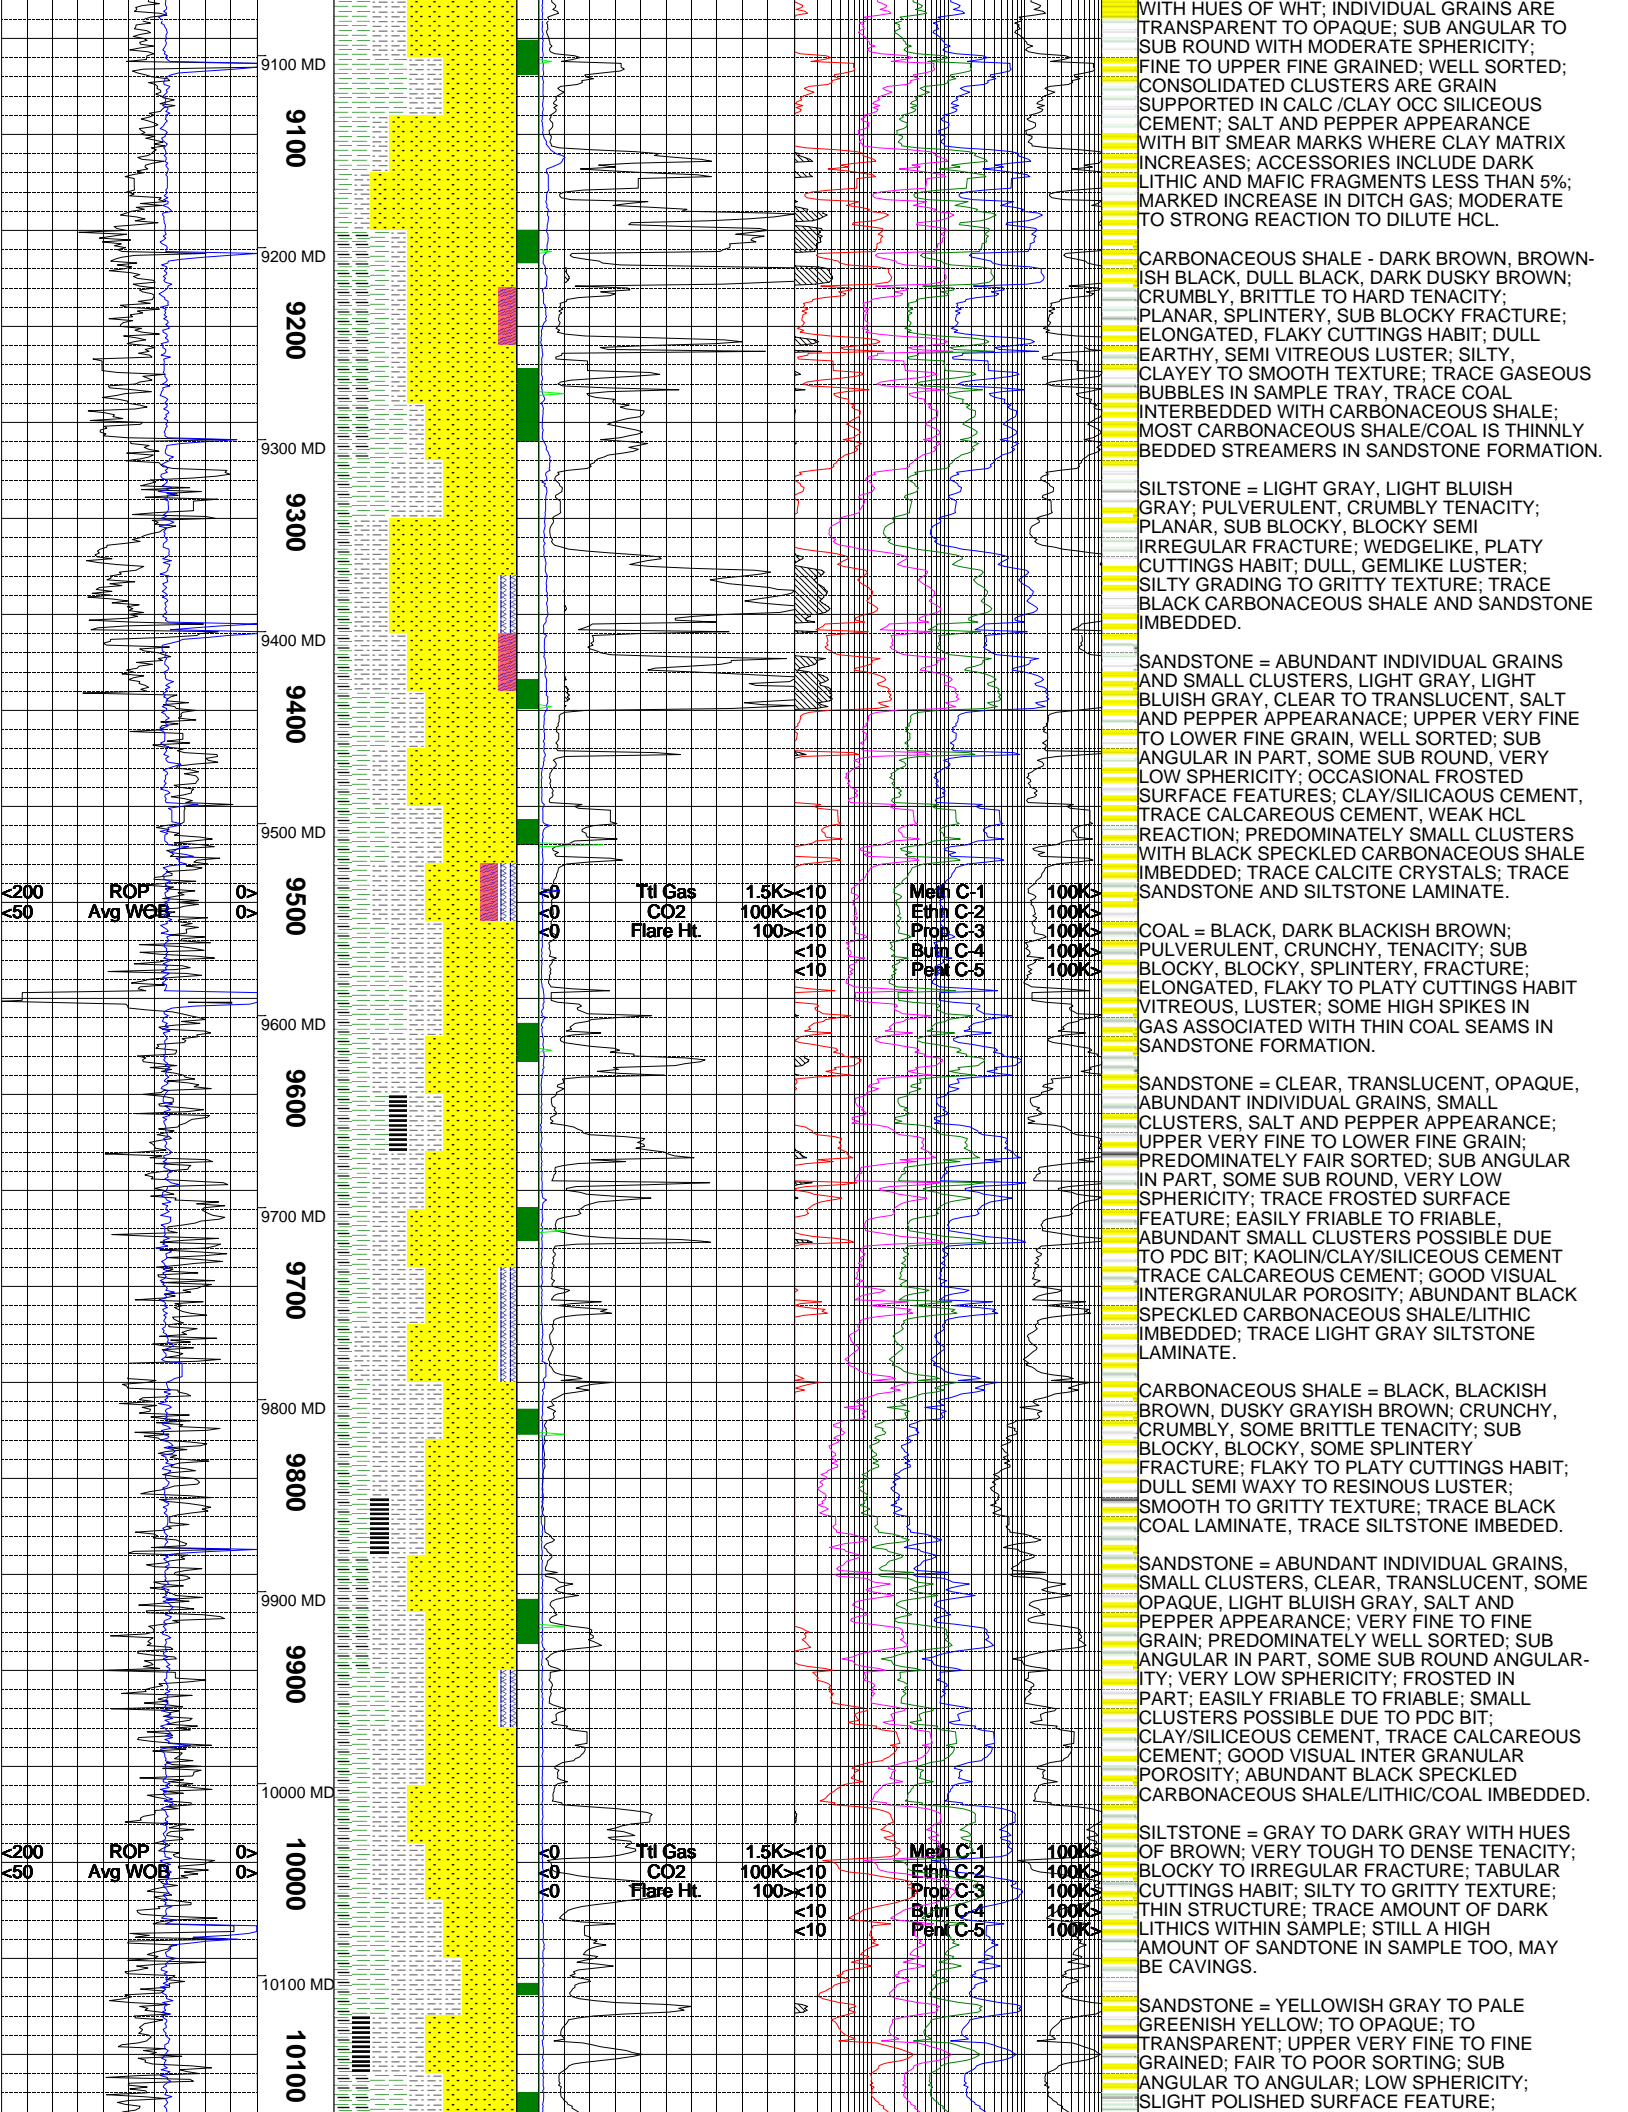 WITH HUES OF WHT; INDIVIDUAL GRAINS ARE
TRANSPARENT TO OPAQUE; SUB ANGULAR TO
SUB ROUND WITH MODERATE SPHERICITY;
FINE TO UPPER FINE GRAINED; WELL SORTED;
CONSOLIDATED CLUSTERS ARE GRAIN
SUPPORTED IN CALC /CLAY OCC SILICEOUS
CEMENT; SALT AND PEPPER APPEARANCE
WITH BIT SMEAR MARKS WHERE CLAY MATRIX
INCREASES; ACCESSORIES INCLUDE DARK
LITHIC AND MAFIC FRAGMENTS LESS THAN 5%;
MARKED INCREASE IN DITCH GAS; MODERATE
TO STRONG REACTION TO DILUTE HCL.
CARBONACEOUS SHALE - DARK BROWN, BROWN-
ISH BLACK, DULL BLACK, DARK DUSKY BROWN;
CRUMBLY, BRITTLE TO HARD TENACITY;
PLANAR, SPLINTERY, SUB BLOCKY FRACTURE;
ELONGATED, FLAKY CUTTINGS HABIT; DULL
EARTHY, SEMI VITREOUS LUSTER; SILTY,
CLAYEY TO SMOOTH TEXTURE; TRACE GASEOUS
BUBBLES IN SAMPLE TRAY, TRACE COAL
INTERBEDDED WITH CARBONACEOUS SHALE;
MOST CARBONACEOUS SHALE/COAL IS THINNLY
BEDDED STREAMERS IN SANDSTONE FORMATION.
SILTSTONE = LIGHT GRAY, LIGHT BLUISH
GRAY; PULVERULENT, CRUMBLY TENACITY;
PLANAR, SUB BLOCKY, BLOCKY SEMI
IRREGULAR FRACTURE; WEDGELIKE, PLATY
CUTTINGS HABIT; DULL, GEMLIKE LUSTER;
SILTY GRADING TO GRITTY TEXTURE; TRACE
BLACK CARBONACEOUS SHALE AND SANDSTONE
IMBEDDED.
SANDSTONE = ABUNDANT INDIVIDUAL GRAINS
AND SMALL CLUSTERS, LIGHT GRAY, LIGHT
BLUISH GRAY, CLEAR TO TRANSLUCENT, SALT
AND PEPPER APPEARANACE; UPPER VERY FINE
TO LOWER FINE GRAIN, WELL SORTED; SUB
ANGULAR IN PART, SOME SUB ROUND, VERY
LOW SPHERICITY; OCCASIONAL FROSTED
SURFACE FEATURES; CLAY/SILICAOUS CEMENT,
TRACE CALCAREOUS CEMENT, WEAK HCL
REACTION; PREDOMINATELY SMALL CLUSTERS
WITH BLACK SPECKLED CARBONACEOUS SHALE
IMBEDDED; TRACE CALCITE CRYSTALS; TRACE
SANDSTONE AND SILTSTONE LAMINATE.
COAL = BLACK, DARK BLACKISH BROWN;
PULVERULENT, CRUNCHY, TENACITY; SUB
BLOCKY, BLOCKY, SPLINTERY, FRACTURE;
ELONGATED, FLAKY TO PLATY CUTTINGS HABIT
VITREOUS, LUSTER; SOME HIGH SPIKES IN
GAS ASSOCIATED WITH THIN COAL SEAMS IN
SANDSTONE FORMATION.
SANDSTONE = CLEAR, TRANSLUCENT, OPAQUE,
ABUNDANT INDIVIDUAL GRAINS, SMALL
CLUSTERS, SALT AND PEPPER APPEARANCE;
UPPER VERY FINE TO LOWER FINE GRAIN;
PREDOMINATELY FAIR SORTED; SUB ANGULAR
IN PART, SOME SUB ROUND, VERY LOW
SPHERICITY; TRACE FROSTED SURFACE
FEATURE; EASILY FRIABLE TO FRIABLE,
ABUNDANT SMALL CLUSTERS POSSIBLE DUE
TO PDC BIT; KAOLIN/CLAY/SILICEOUS CEMENT
TRACE CALCAREOUS CEMENT; GOOD VISUAL
INTERGRANULAR POROSITY; ABUNDANT BLACK
SPECKLED CARBONACEOUS SHALE/LITHIC
IMBEDDED; TRACE LIGHT GRAY SILTSTONE
LAMINATE.
CARBONACEOUS SHALE = BLACK, BLACKISH
BROWN, DUSKY GRAYISH BROWN; CRUNCHY,
CRUMBLY, SOME BRITTLE TENACITY; SUB
BLOCKY, BLOCKY, SOME SPLINTERY
FRACTURE; FLAKY TO PLATY CUTTINGS HABIT;
DULL SEMI WAXY TO RESINOUS LUSTER;
SMOOTH TO GRITTY TEXTURE; TRACE BLACK
COAL LAMINATE, TRACE SILTSTONE IMBEDED.
SANDSTONE = ABUNDANT INDIVIDUAL GRAINS,
SMALL CLUSTERS, CLEAR, TRANSLUCENT, SOME
OPAQUE, LIGHT BLUISH GRAY, SALT AND
PEPPER APPEARANCE; VERY FINE TO FINE
GRAIN; PREDOMINATELY WELL SORTED; SUB
ANGULAR IN PART, SOME SUB ROUND ANGULAR-
ITY; VERY LOW SPHERICITY; FROSTED IN
PART; EASILY FRIABLE TO FRIABLE; SMALL
CLUSTERS POSSIBLE DUE TO PDC BIT;
CLAY/SILICEOUS CEMENT, TRACE CALCAREOUS
CEMENT; GOOD VISUAL INTER GRANULAR
POROSITY; ABUNDANT BLACK SPECKLED
CARBONACEOUS SHALE/LITHIC/COAL IMBEDDED.
SILTSTONE = GRAY TO DARK GRAY WITH HUES
OF BROWN; VERY TOUGH TO DENSE TENACITY;
BLOCKY TO IRREGULAR FRACTURE; TABULAR
CUTTINGS HABIT; SILTY TO GRITTY TEXTURE;
THIN STRUCTURE; TRACE AMOUNT OF DARK
LITHICS WITHIN SAMPLE; STILL A HIGH
AMOUNT OF SANDTONE IN SAMPLE TOO, MAY
BE CAVINGS.
SANDSTONE = YELLOWISH GRAY TO PALE
GREENISH YELLOW; TO OPAQUE; TO
TRANSPARENT; UPPER VERY FINE TO FINE
GRAINED; FAIR TO POOR SORTING; SUB
ANGULAR TO ANGULAR; LOW SPHERICITY;
SLIGHT POLISHED SURFACE FEATURE;
9100 MD
9100
9200 MD
9200
9300 MD
9300
9400 MD
9400
9500 MD
9500
<200 ROP 0> <0 Ttl Gas 1.5K> <10 Meth C-1 100K>
<50 Avg WOB 0> <0 CO2 100K> <10 Ethn C-2 100K>
<0 Flare Ht. 100> <10 Prop C-3 100K>
<10 Butn C-4 100K>
<10 Pent C-5 100K>
9600 MD
9600
9700 MD
9700
9800 MD
9800
9900 MD
9900
10000 MD
10000
<200 ROP 0> <0 Ttl Gas 1.5K> <10 Meth C-1 100K>
<50 Avg WOB 0> <0 CO2 100K> <10 Ethn C-2 100K>
<0 Flare Ht. 100> <10 Prop C-3 100K>
<10 Butn C-4 100K>
<10 Pent C-5 100K>
10100 MD
10100